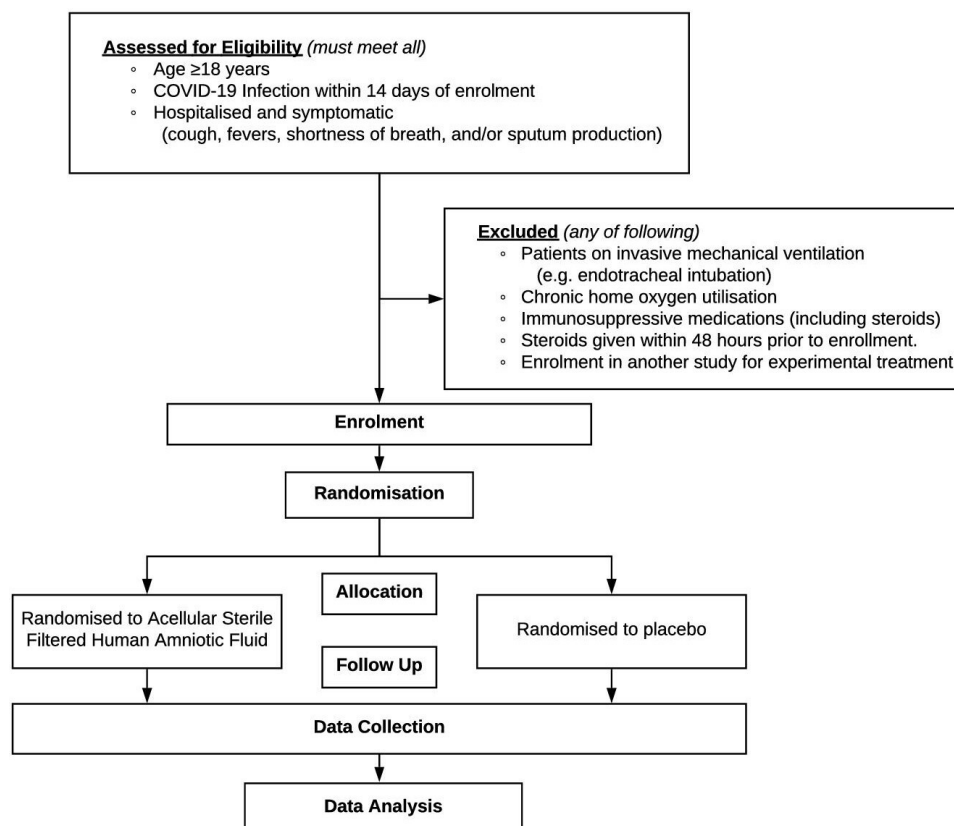 Assessed for Eligibility (must meet all)
◦ Age ≥18 years
◦ COVID-19 Infection within 14 days of enrolment
◦ Hospitalised and symptomatic
(cough, fevers, shortness of breath, and/or sputum production)
Excluded (any of following)
◦ Patients on invasive mechanical ventilation
(e.g. endotracheal intubation)
◦ Chronic home oxygen utilisation
◦ Immunosuppressive medications (including steroids)
◦ Steroids given within 48 hours prior to enrollment.
◦ Enrolment in another study for experimental treatment
Enrolment
Randomisation
Allocation
Randomised to Acellular Sterile
Filtered Human Amniotic Fluid
Randomised to placebo
Follow Up
Data Collection
Data Analysis